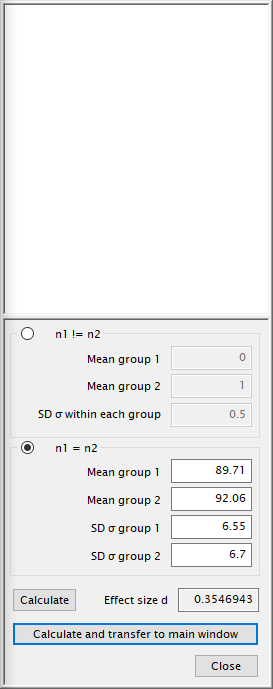 n1 != n2
Mean group 1 0
Mean group 2 1
SD σ within each group 0.5
n1 = n2
Mean group 1 89.71
Mean group 2 92.06
SD σ group 1 6.55
SD σ group 2 6.7
Calculate Effect size d 0.3546943
Calculate and transfer to main window
Close